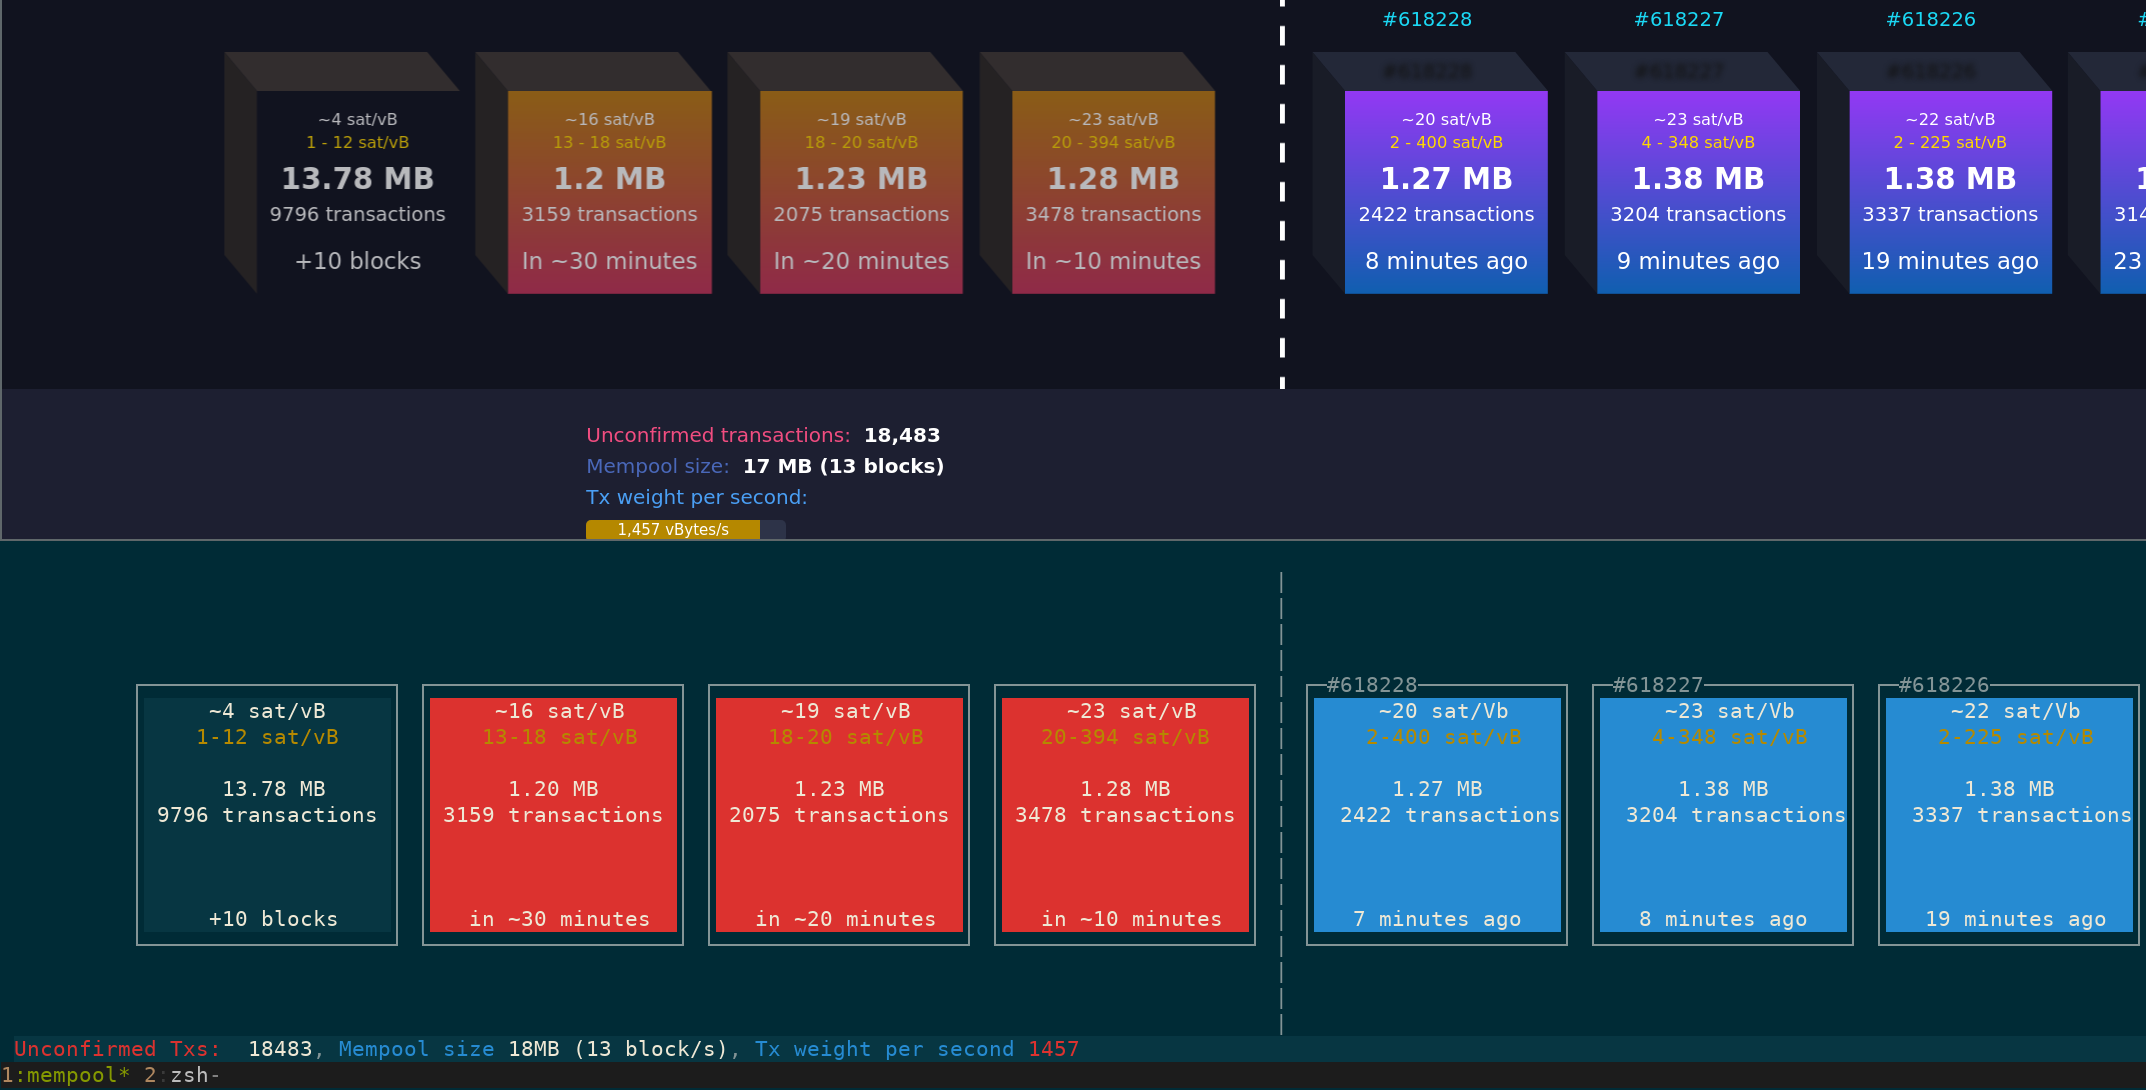 #618228 #618227 #618226
#618228 #618227 #618226
~4 sat/vB ~16 sat/vB ~19 sat/vB ~23 sat/vB ~20 sat/vB ~23 sat/vB ~22 sat/vB
1 - 12 sat/vB 13 - 18 sat/vB 18 - 20 sat/vB 20 - 394 sat/vB 2 - 400 sat/vB 4 - 348 sat/vB 2 - 225 sat/vB
13.78 MB 1.2 MB 1.23 MB 1.28 MB 1.27 MB 1.38 MB 1.38 MB
9796 transactions 3159 transactions 2075 transactions 3478 transactions 2422 transactions 3204 transactions 3337 transactions 314
+10 blocks In ~30 minutes In ~20 minutes In ~10 minutes 8 minutes ago 9 minutes ago 19 minutes ago 23
Unconfirmed transactions: 18,483
Mempool size: 17 MB (13 blocks)
Tx weight per second:
1,457 vBytes/s
#618228 #618227 #618226
~4 sat/vB ~16 sat/vB ~19 sat/vB ~23 sat/vB ~20 sat/Vb ~23 sat/Vb ~22 sat/Vb
1-12 sat/vB 13-18 sat/vB 18-20 sat/vB 20-394 sat/vB 2-400 sat/vB 4-348 sat/vB 2-225 sat/vB
13.78 MB 1.20 MB 1.23 MB 1.28 MB 1.27 MB 1.38 MB 1.38 MB
9796 transactions 3159 transactions 2075 transactions 3478 transactions 2422 transactions 3204 transactions 3337 transactions
+10 blocks in ~30 minutes in ~20 minutes in ~10 minutes 7 minutes ago 8 minutes ago 19 minutes ago
Unconfirmed Txs: 18483, Mempool size 18MB (13 block/s), Tx weight per second 1457
1:mempool* 2:zsh-